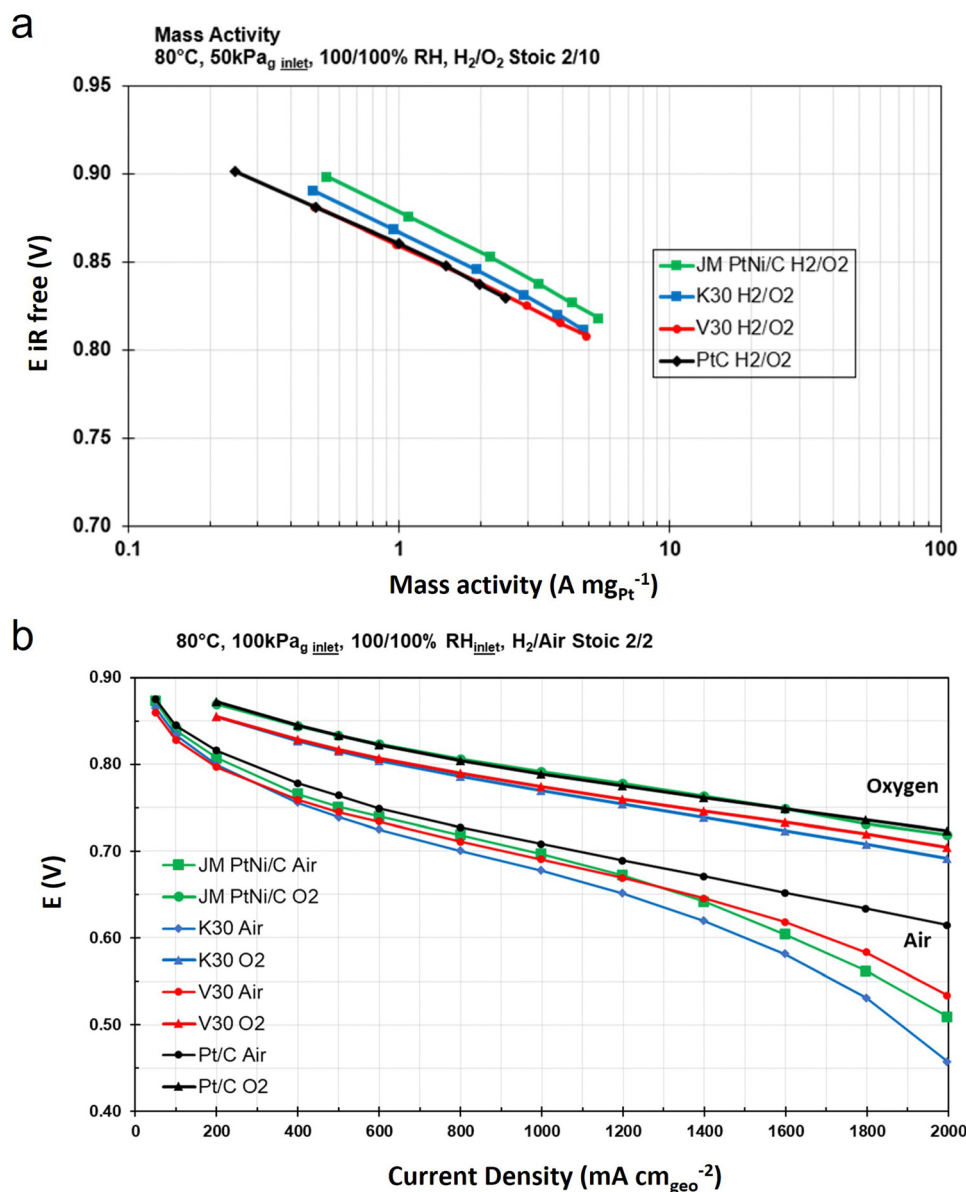 a
Mass Activity
80°C, 50kPag inlet, 100/100% RH, H2/O2 Stoic 2/10
0.95
0.90
0.85
0.80
0.75
0.70
E iR free (V)
JM PtNi/C H2/O2
K30 H2/O2
V30 H2/O2
PtC H2/O2
0.1
1
10
100
Mass activity (A mgPt-1)
b
80°C, 100kPag inlet, 100/100% RHinlet, H2/Air Stoic 2/2
0.90
0.80
0.70
0.60
0.50
0.40
E (V)
Oxygen
Air
JM PtNi/C Air
JM PtNi/C O2
K30 Air
K30 O2
V30 Air
V30 O2
Pt/C Air
Pt/C O2
0 200 400 600 800 1000 1200 1400 1600 1800 2000
Current Density (mA cmgeo-2)